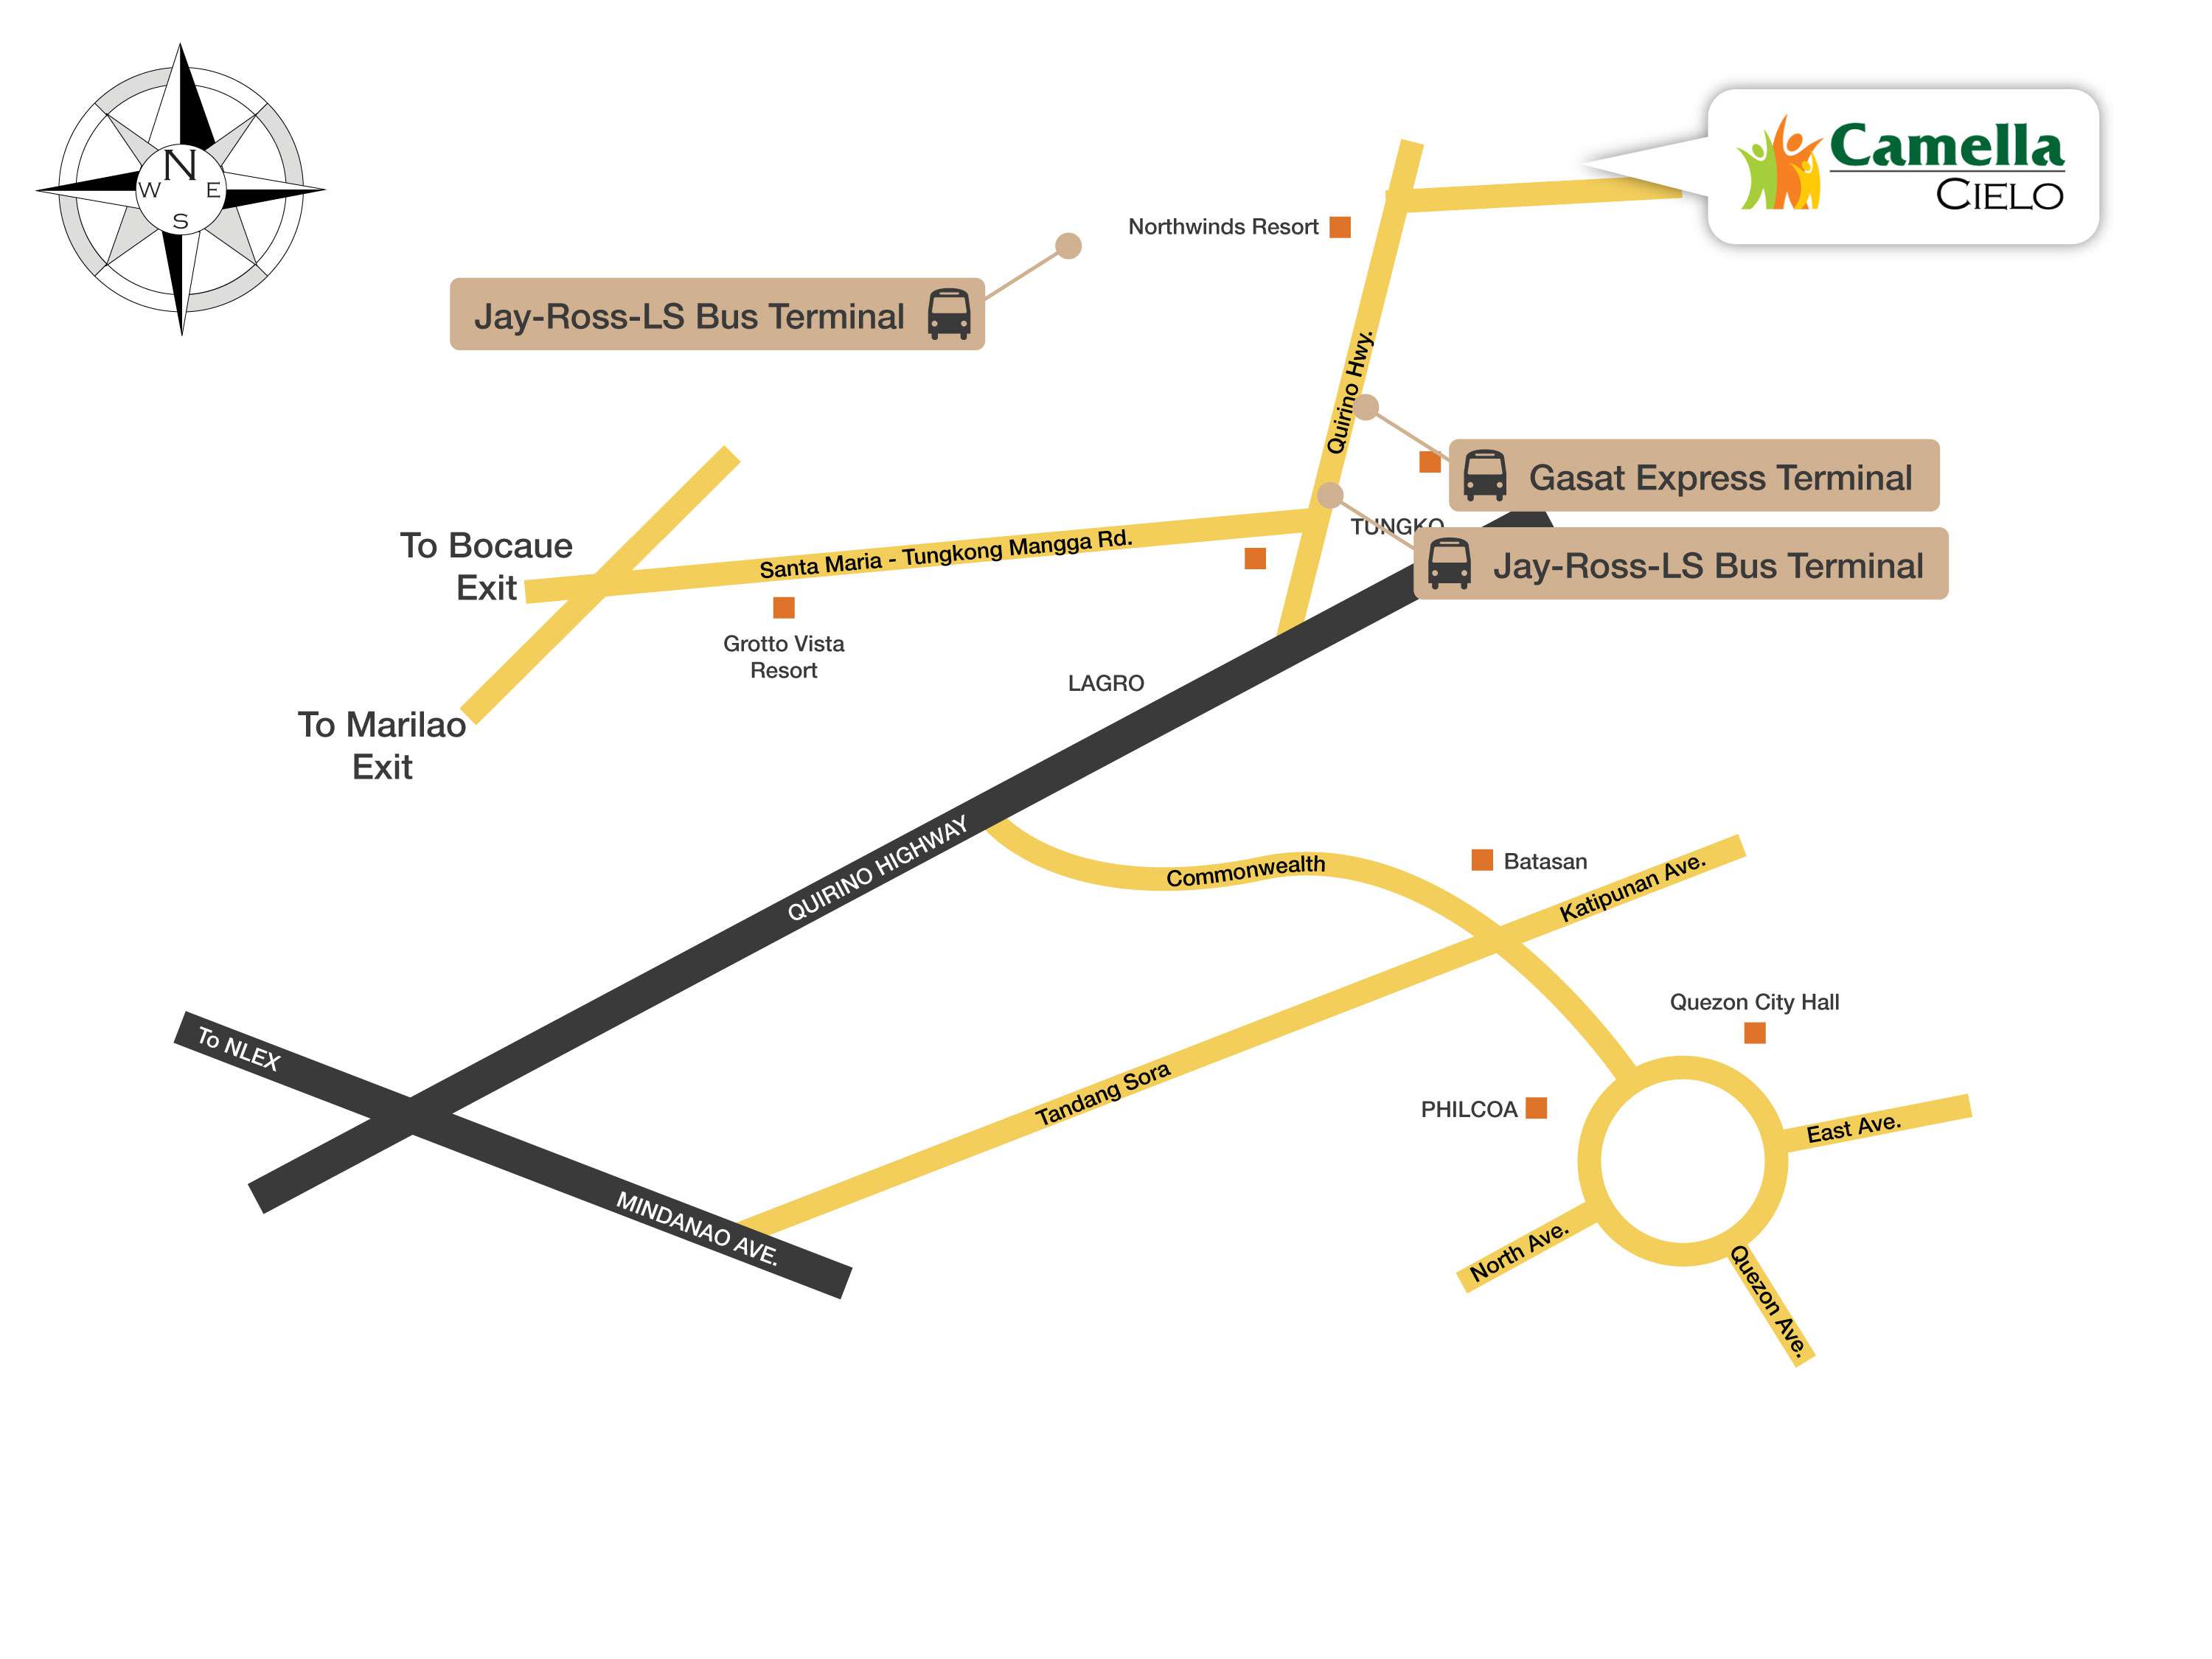 N
W E
S
Camella
CIELO
Northwinds Resort
Jay-Ross-LS Bus Terminal
Quirino Hwy.
Gasat Express Terminal
TUNGKO
Jay-Ross-LS Bus Terminal
To Bocaue
Exit
Santa Maria - Tungkong Mangga Rd.
Grotto Vista
Resort
LAGRO
To Marilao
Exit
QUIRINO HIGHWAY
Commonwealth
Batasan
Katipunan Ave.
Quezon City Hall
To NLEX
Tandang Sora
PHILCOA
East Ave.
MINDANAO AVE.
North Ave.
Quezon Ave.